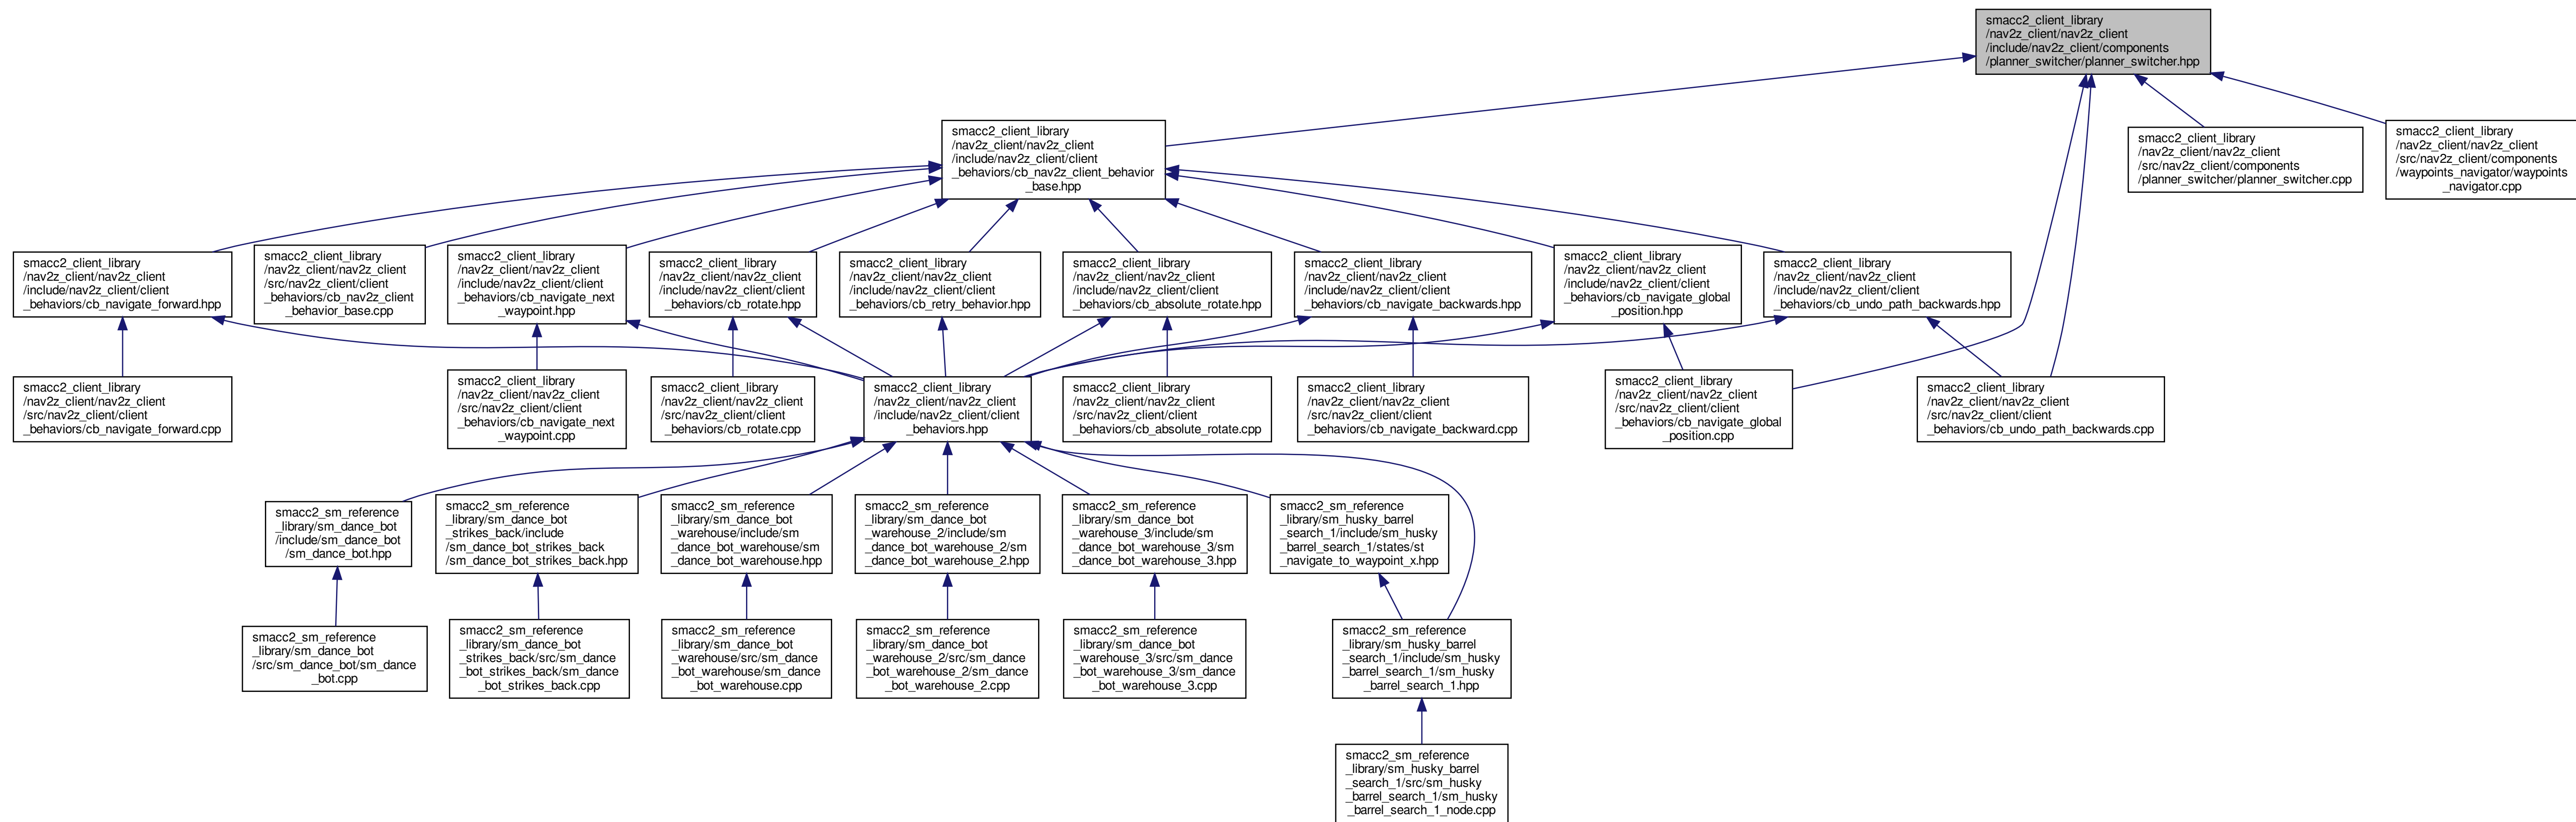 smacc2_client_library
/nav2z_client/nav2z_client
/include/nav2z_client/components
/planner_switcher/planner_switcher.hpp
smacc2_client_library
/nav2z_client/nav2z_client
/include/nav2z_client/client
_behaviors/cb_nav2z_client_behavior
_base.hpp
smacc2_client_library
/nav2z_client/nav2z_client
/src/nav2z_client/components
/planner_switcher/planner_switcher.cpp
smacc2_client_library
/nav2z_client/nav2z_client
/src/nav2z_client/components
/waypoints_navigator/waypoints
_navigator.cpp
smacc2_client_library
/nav2z_client/nav2z_client
/include/nav2z_client/client
_behaviors/cb_navigate_forward.hpp
smacc2_client_library
/nav2z_client/nav2z_client
/src/nav2z_client/client
_behaviors/cb_nav2z_client
_behavior_base.cpp
smacc2_client_library
/nav2z_client/nav2z_client
/include/nav2z_client/client
_behaviors/cb_navigate_next
_waypoint.hpp
smacc2_client_library
/nav2z_client/nav2z_client
/include/nav2z_client/client
_behaviors/cb_rotate.hpp
smacc2_client_library
/nav2z_client/nav2z_client
/include/nav2z_client/client
_behaviors/cb_retry_behavior.hpp
smacc2_client_library
/nav2z_client/nav2z_client
/include/nav2z_client/client
_behaviors/cb_absolute_rotate.hpp
smacc2_client_library
/nav2z_client/nav2z_client
/include/nav2z_client/client
_behaviors/cb_navigate_backwards.hpp
smacc2_client_library
/nav2z_client/nav2z_client
/include/nav2z_client/client
_behaviors/cb_navigate_global
_position.hpp
smacc2_client_library
/nav2z_client/nav2z_client
/include/nav2z_client/client
_behaviors/cb_undo_path_backwards.hpp
smacc2_client_library
/nav2z_client/nav2z_client
/src/nav2z_client/client
_behaviors/cb_navigate_forward.cpp
smacc2_client_library
/nav2z_client/nav2z_client
/src/nav2z_client/client
_behaviors/cb_navigate_next
_waypoint.cpp
smacc2_client_library
/nav2z_client/nav2z_client
/src/nav2z_client/client
_behaviors/cb_rotate.cpp
smacc2_client_library
/nav2z_client/nav2z_client
/include/nav2z_client/client
_behaviors.hpp
smacc2_client_library
/nav2z_client/nav2z_client
/src/nav2z_client/client
_behaviors/cb_absolute_rotate.cpp
smacc2_client_library
/nav2z_client/nav2z_client
/src/nav2z_client/client
_behaviors/cb_navigate_backward.cpp
smacc2_client_library
/nav2z_client/nav2z_client
/src/nav2z_client/client
_behaviors/cb_navigate_global
_position.cpp
smacc2_client_library
/nav2z_client/nav2z_client
/src/nav2z_client/client
_behaviors/cb_undo_path_backwards.cpp
smacc2_sm_reference
_library/sm_dance_bot
/include/sm_dance_bot
/sm_dance_bot.hpp
smacc2_sm_reference
_library/sm_dance_bot
_strikes_back/include
/sm_dance_bot_strikes_back
/sm_dance_bot_strikes_back.hpp
smacc2_sm_reference
_library/sm_dance_bot
_warehouse/include/sm
_dance_bot_warehouse/sm
_dance_bot_warehouse.hpp
smacc2_sm_reference
_library/sm_dance_bot
_warehouse_2/include/sm
_dance_bot_warehouse_2/sm
_dance_bot_warehouse_2.hpp
smacc2_sm_reference
_library/sm_dance_bot
_warehouse_3/include/sm
_dance_bot_warehouse_3/sm
_dance_bot_warehouse_3.hpp
smacc2_sm_reference
_library/sm_husky_barrel
_search_1/include/sm_husky
_barrel_search_1/states/st
_navigate_to_waypoint_x.hpp
smacc2_sm_reference
_library/sm_dance_bot
/src/sm_dance_bot/sm_dance
_bot.cpp
smacc2_sm_reference
_library/sm_dance_bot
_strikes_back/src/sm_dance
_bot_strikes_back/sm_dance
_bot_strikes_back.cpp
smacc2_sm_reference
_library/sm_dance_bot
_warehouse/src/sm_dance
_bot_warehouse/sm_dance
_bot_warehouse.cpp
smacc2_sm_reference
_library/sm_dance_bot
_warehouse_2/src/sm_dance
_bot_warehouse_2/sm_dance
_bot_warehouse_2.cpp
smacc2_sm_reference
_library/sm_dance_bot
_warehouse_3/src/sm_dance
_bot_warehouse_3/sm_dance
_bot_warehouse_3.cpp
smacc2_sm_reference
_library/sm_husky_barrel
_search_1/include/sm_husky
_barrel_search_1/sm_husky
_barrel_search_1.hpp
smacc2_sm_reference
_library/sm_husky_barrel
_search_1/src/sm_husky
_barrel_search_1/sm_husky
_barrel_search_1_node.cpp